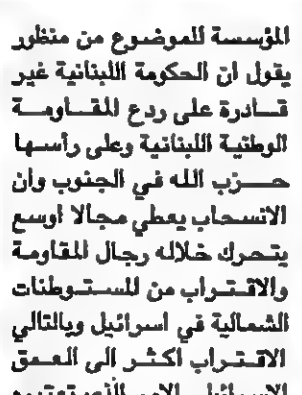 المؤسسة للموضوع من منظور
يقول ان الحكومة اللبنانية غير
قادرة على ردع المقاومة
الوطنية اللبنانية وعلى رأسها
حزب الله في الجنوب وان
الانسحاب يعطي مجالا اوسع
يتحرك خلاله رجال المقاومة
والاقتراب من المستوطنات
الشمالية في اسرائيل وبالتالي
الاقتراب اكثر الى العمق